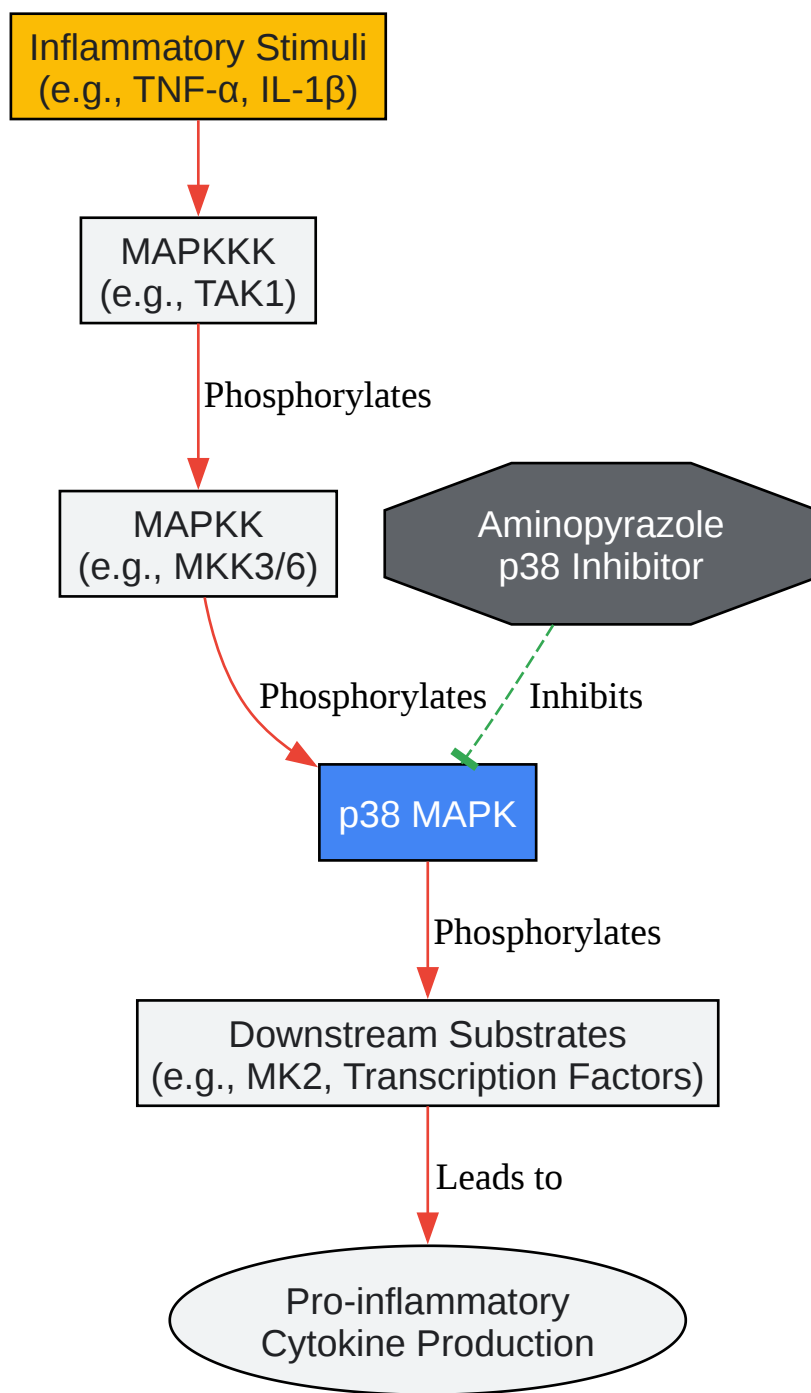 Inflammatory Stimuli
(e.g., TNF-α, IL-1β)
MAPKKK
(e.g., TAK1)
Phosphorylates
MAPKK
(e.g., MKK3/6)
Aminopyrazole
p38 Inhibitor
Phosphorylates
Inhibits
p38 MAPK
Phosphorylates
Downstream Substrates
(e.g., MK2, Transcription Factors)
Leads to
Pro-inflammatory
Cytokine Production